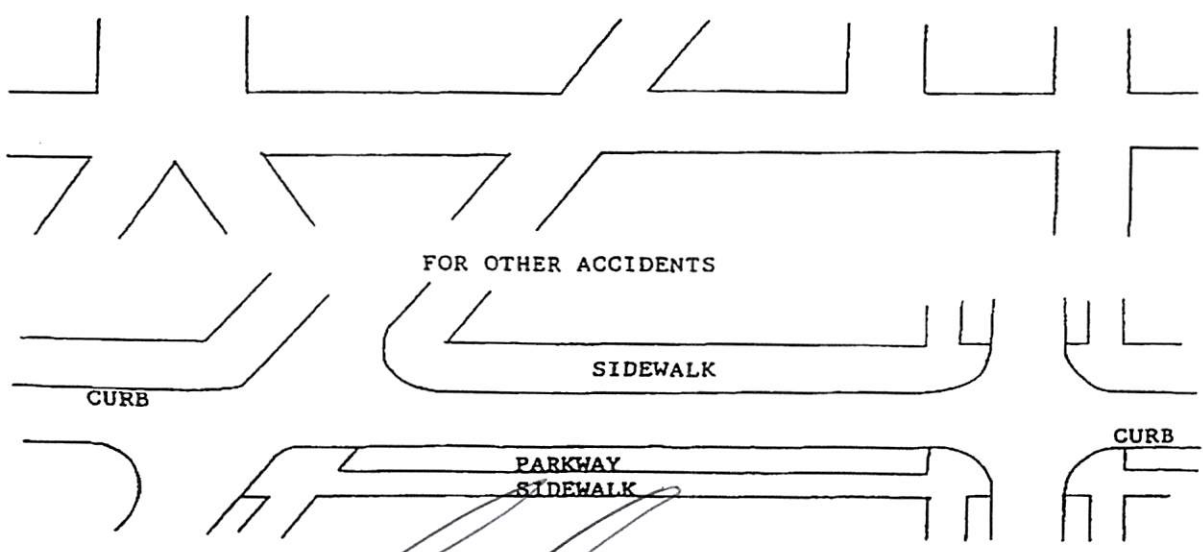 FOR OTHER ACCIDENTS
SIDEWALK
CURB
CURB
PARKWAY
SIDEWALK